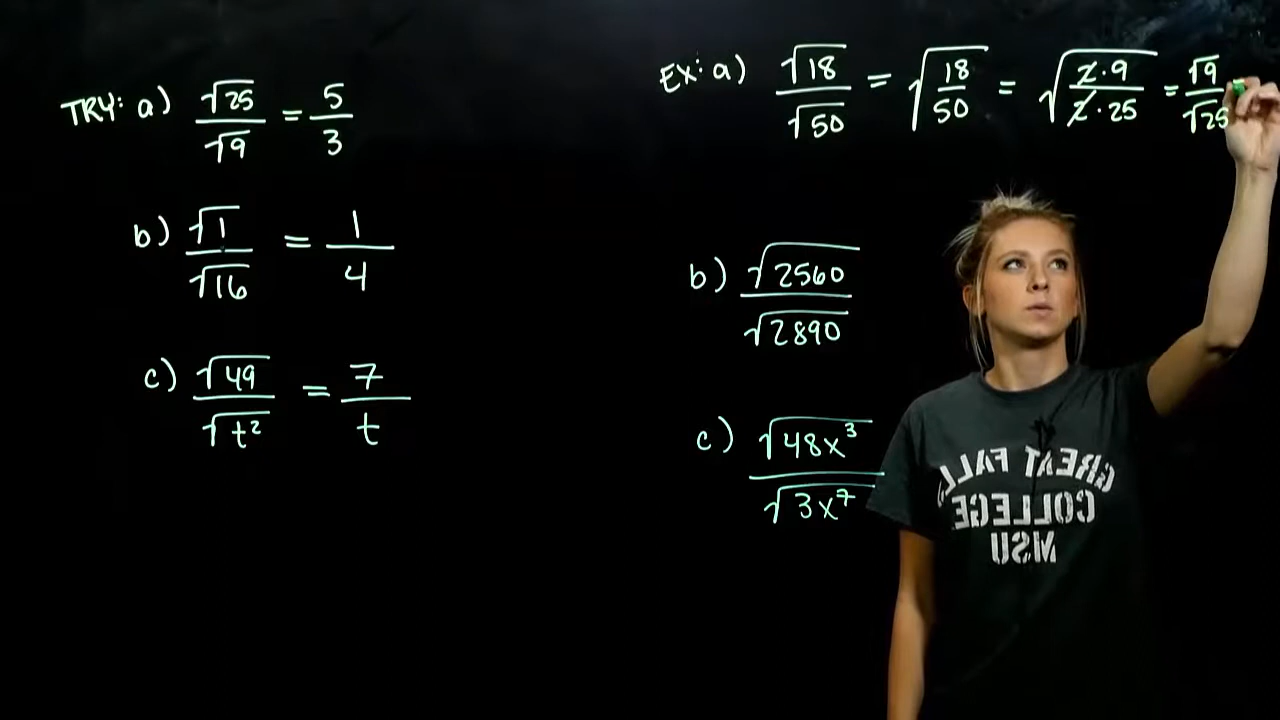 TRY: a) √25/√9 = 5/3
b) √1/√16 = 1/4
c) √49/√t² = 7/t
EX: a) √18/√50 = √(18/50) = √(2·9/2·25) = √9/√25 =
b) √2560/√2890
c) √48x³/√3x⁷
GREAT FALLS
COLLEGE
MSU